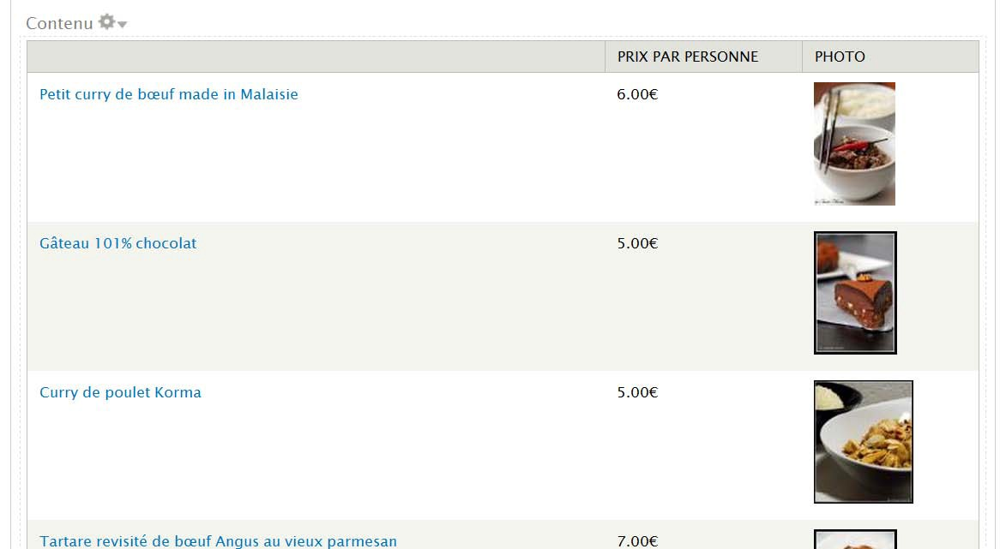 Contenu
PRIX PAR PERSONNE PHOTO
Petit curry de bœuf made in Malaisie 6.00€
Gâteau 101% chocolat 5.00€
Curry de poulet Korma 5.00€
Tartare revisité de bœuf Angus au vieux parmesan 7.00€